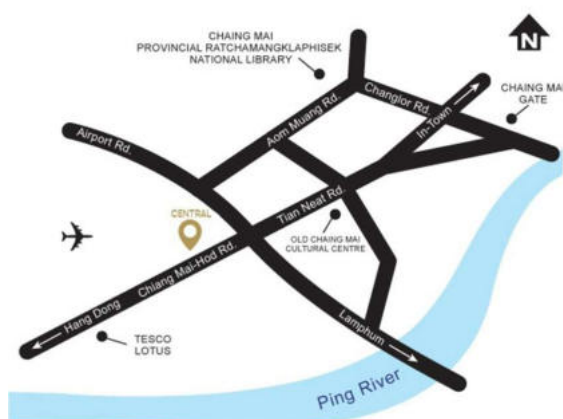 N
CHAING MAI
PROVINCIAL RATCHAMANGKLAPHISEK
NATIONAL LIBRARY
CHAING MAI
GATE
Changlor Rd.
In-Town
Aom Muang Rd.
Airport Rd.
Tian Neat Rd.
CENTRAL
OLD CHAING MAI
CULTURAL CENTRE
Chiang Mai-Hod Rd.
Hang Dong
TESCO
LOTUS
Lamphum
Ping River